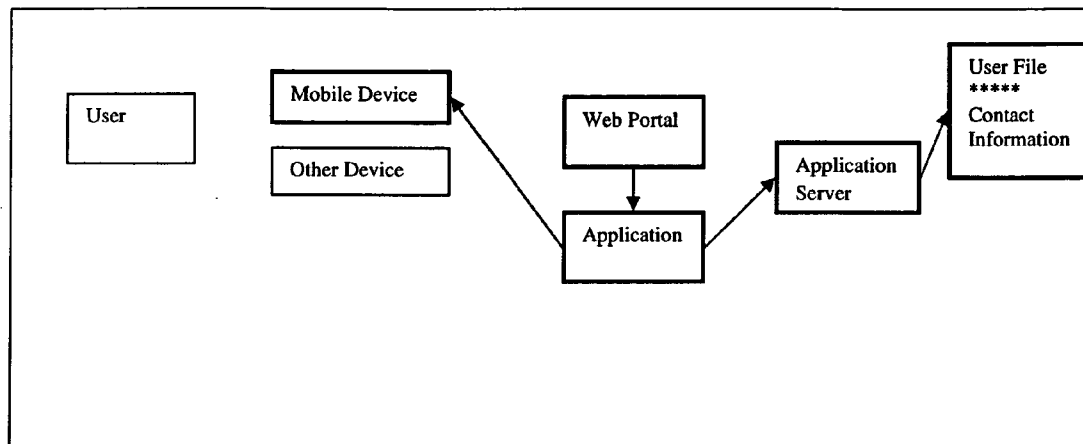 User
Mobile Device
Other Device
Web Portal
Application
Application
Server
User File
*****
Contact
Information